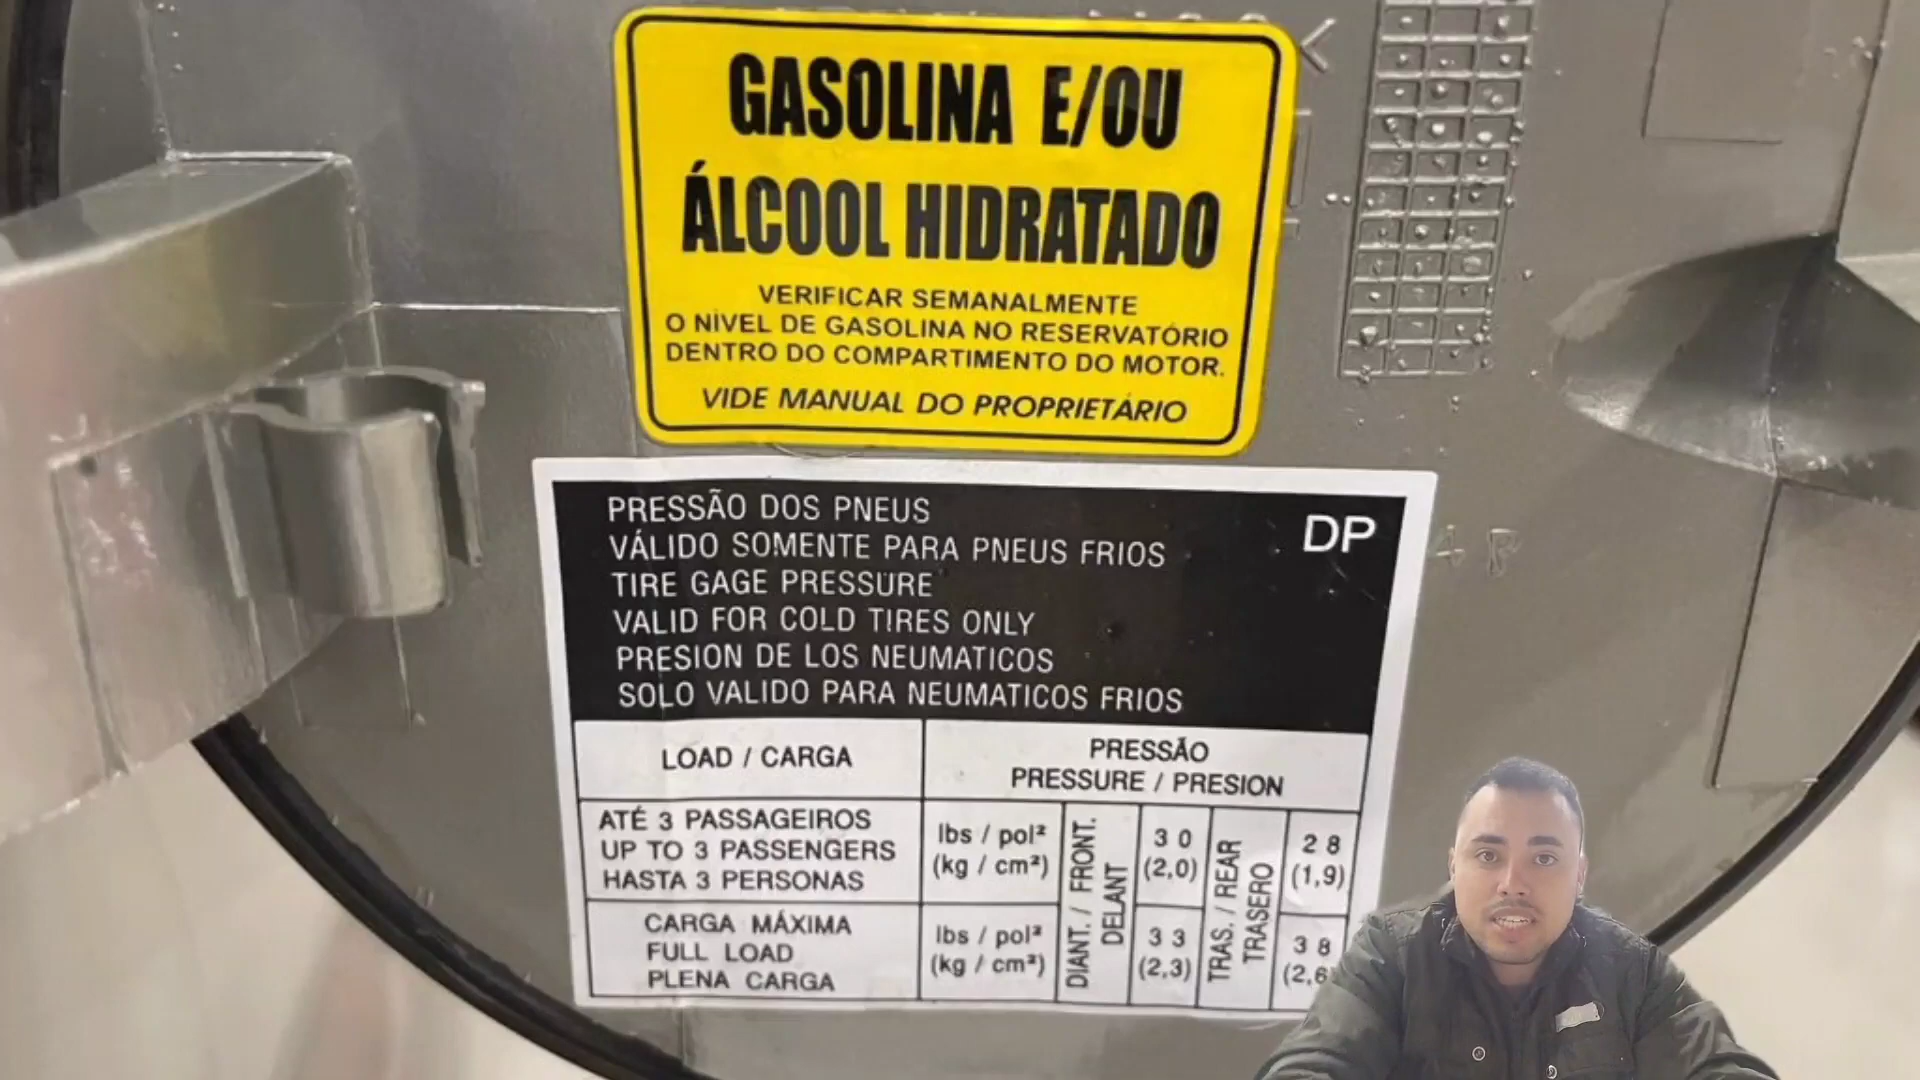 GASOLINA E/OU
ÁLCOOL HIDRATADO
VERIFICAR SEMANALMENTE
O NÍVEL DE GASOLINA NO RESERVATÓRIO
DENTRO DO COMPARTIMENTO DO MOTOR.
VIDE MANUAL DO PROPRIETÁRIO
PRESSÃO DOS PNEUS
DP
VÁLIDO SOMENTE PARA PNEUS FRIOS
TIRE GAGE PRESSURE
VALID FOR COLD TIRES ONLY
PRESION DE LOS NEUMATICOS
SOLO VALIDO PARA NEUMATICOS FRIOS
LOAD / CARGA
PRESSÃO
PRESSURE / PRESION
ATÉ 3 PASSAGEIROS
UP TO 3 PASSENGERS
HASTA 3 PERSONAS
lbs / pol²
(kg / cm²)
DIANT. / FRONT.
DELANT
30
(2,0)
TRAS. / REAR
TRASERO
28
(1,9)
CARGA MÁXIMA
FULL LOAD
PLENA CARGA
lbs / pol²
(kg / cm²)
33
(2,3)
38
(2,6